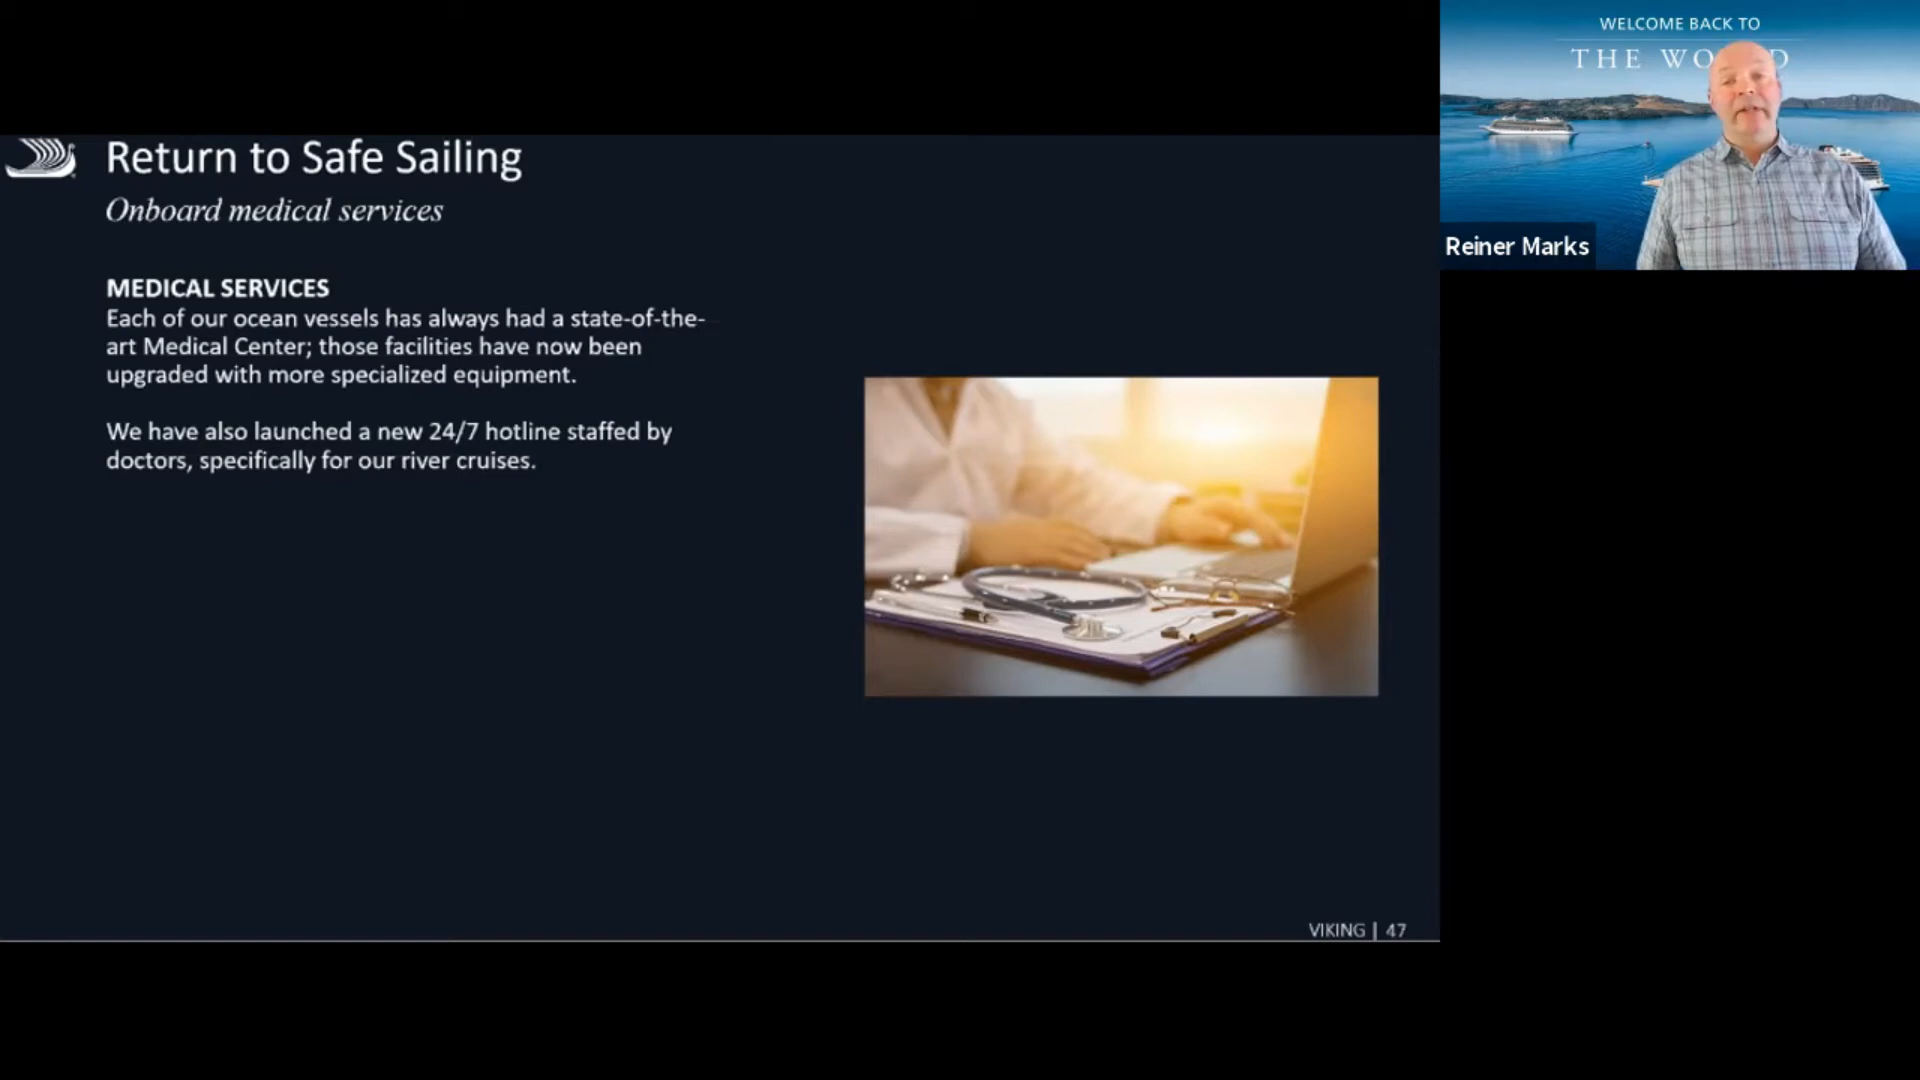 WELCOME BACK TO
THE WO D
Reiner Marks
Return to Safe Sailing
Onboard medical services
MEDICAL SERVICES
Each of our ocean vessels has always had a state-of-the-
art Medical Center; those facilities have now been
upgraded with more specialized equipment.
We have also launched a new 24/7 hotline staffed by
doctors, specifically for our river cruises.
VIKING | 47